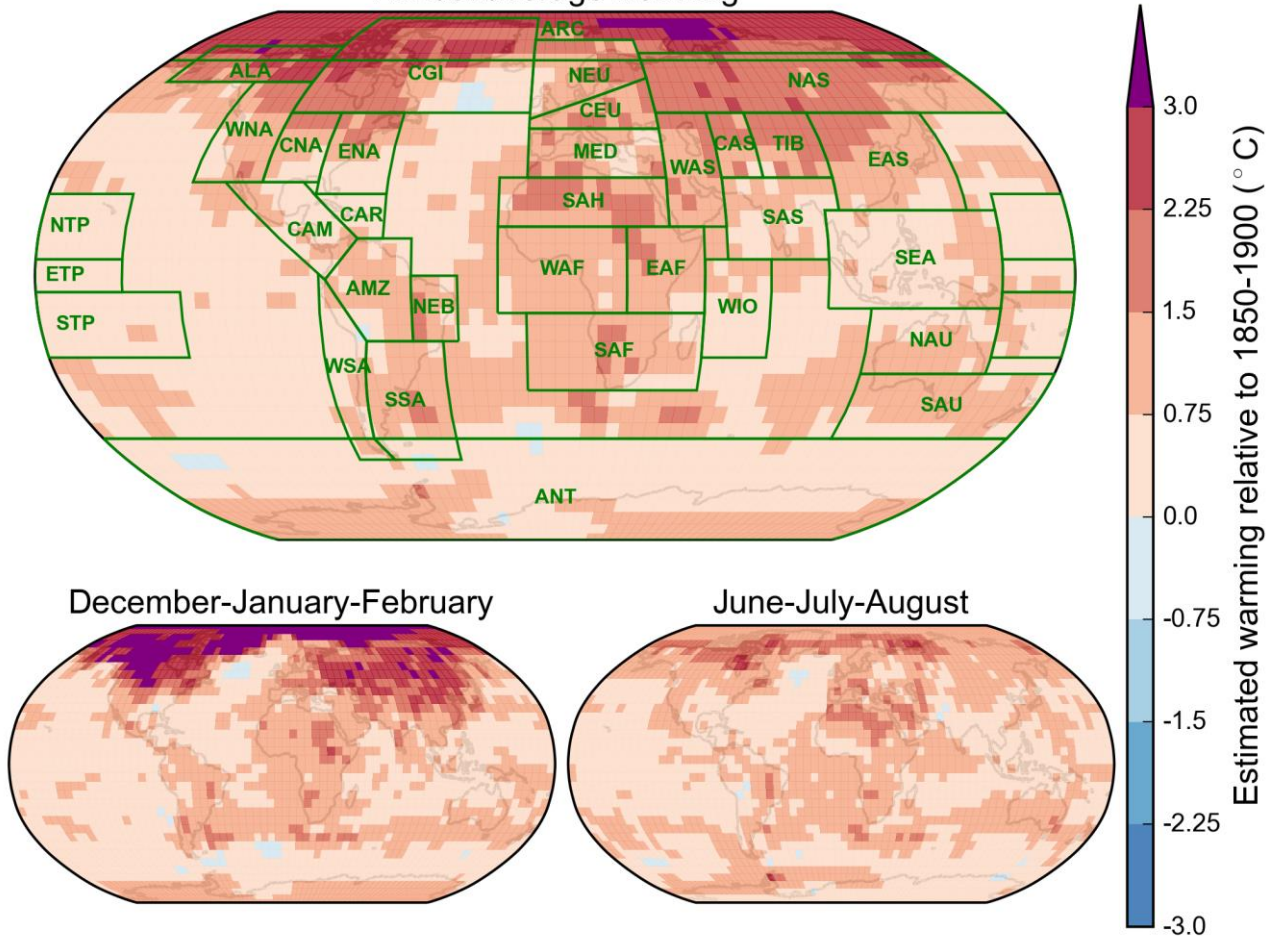 ARC
ALA
CGI
NEU
NAS
CEU
WNA
CNA
ENA
MED
WAS
CAS
TIB
EAS
SAH
SAS
NTP
CAM
CAR
ETP
AMZ
NEB
WAF
EAF
WIO
SEA
STP
WSA
SSA
SAF
NAU
SAU
ANT
3.0
2.25
1.5
0.75
0.0
-0.75
-1.5
-2.25
-3.0
Estimated warming relative to 1850-1900 (°C)
December-January-February
June-July-August